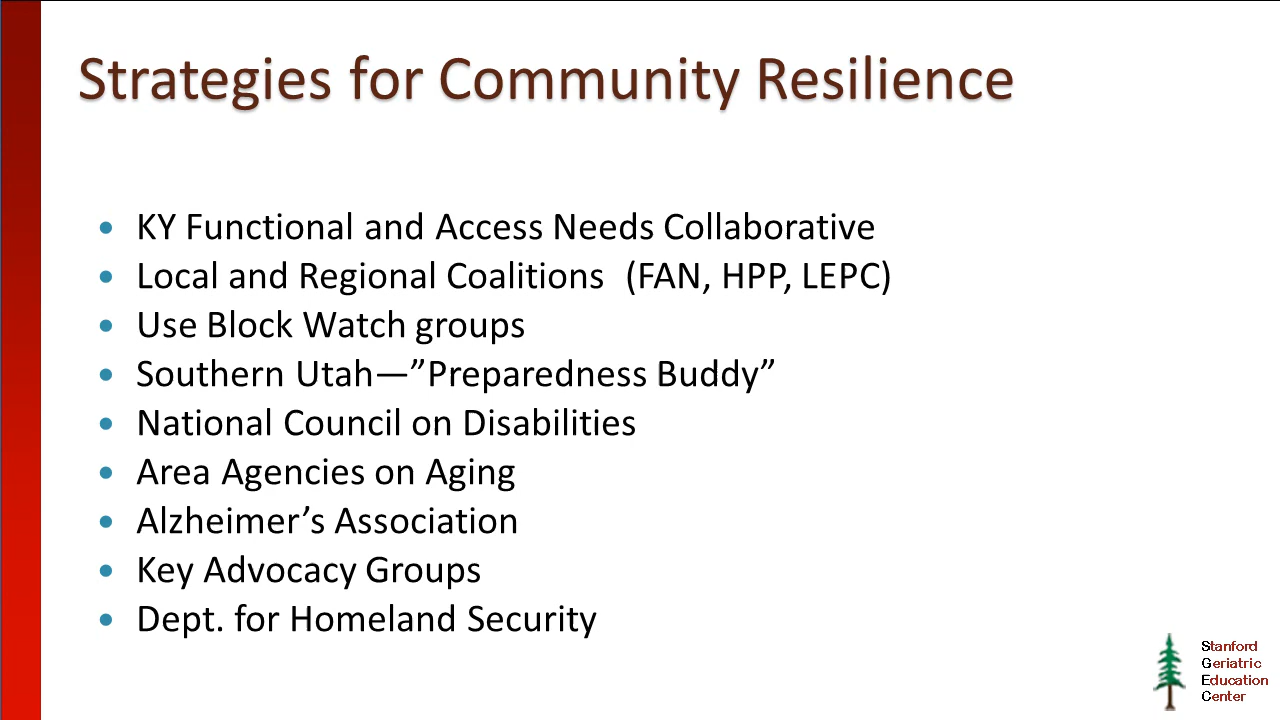 Strategies for Community Resilience
• KY Functional and Access Needs Collaborative
• Local and Regional Coalitions (FAN, HPP, LEPC)
• Use Block Watch groups
• Southern Utah—”Preparedness Buddy”
• National Council on Disabilities
• Area Agencies on Aging
• Alzheimer’s Association
• Key Advocacy Groups
• Dept. for Homeland Security
Stanford
Geriatric
Education
Center